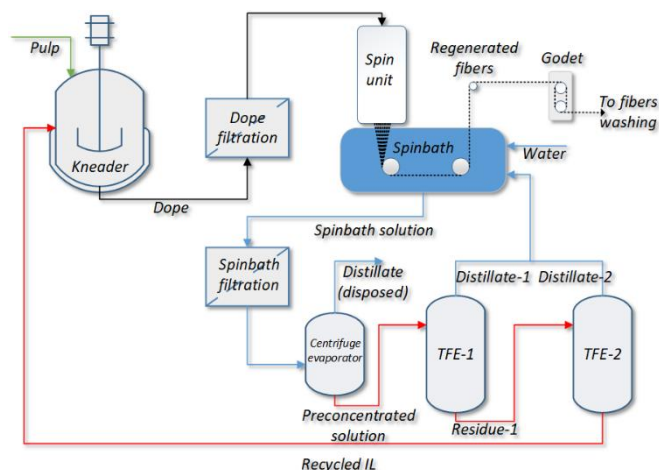 Pulp
Kneader
Dope
Dope
filtration
Spin
unit
Regenerated
fibers
Godet
To fibers
washing
Spinbath
Water
Spinbath solution
Spinbath
filtration
Distillate
(disposed)
Centrifuge
evaporator
Preconcentrated
solution
Distillate-1
Distillate-2
TFE-1
Residue-1
TFE-2
Recycled IL